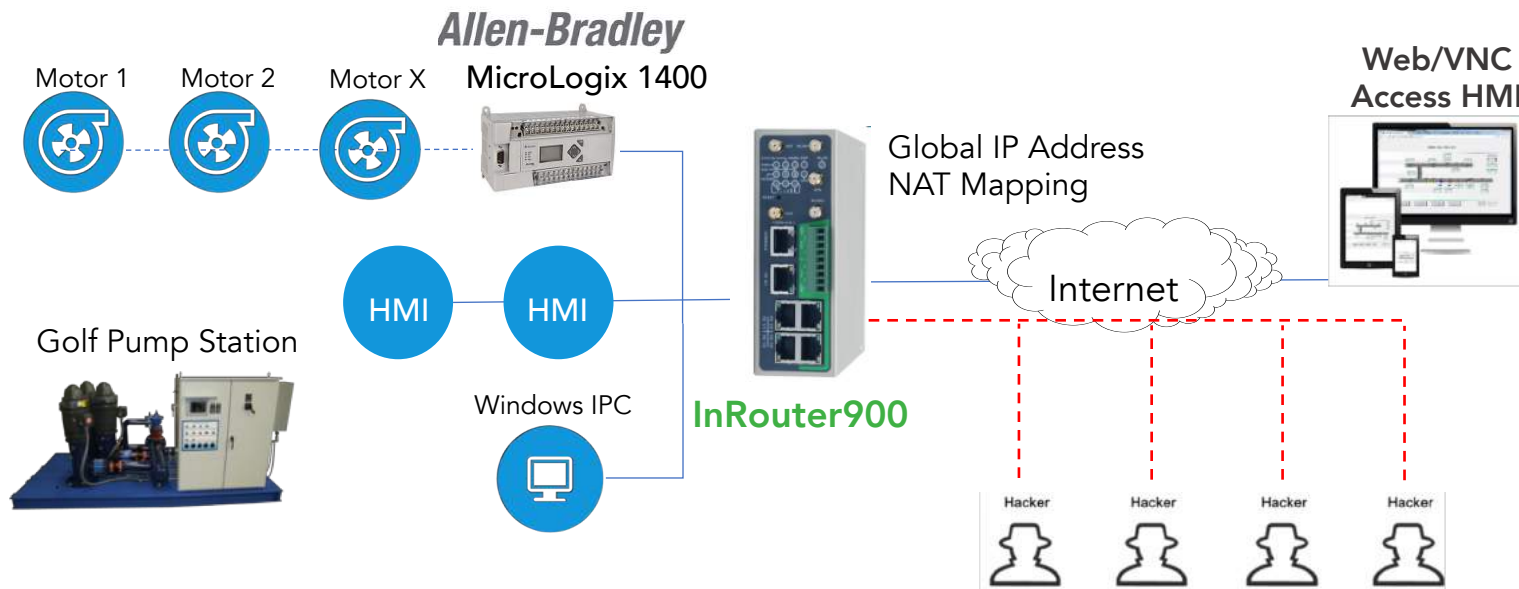 Allen-Bradley
MicroLogix 1400
Motor 1
Motor 2
Motor X
Web/VNC
Access HMI
Global IP Address
NAT Mapping
HMI
HMI
Internet
Golf Pump Station
Windows IPC
InRouter900
Hacker
Hacker
Hacker
Hacker